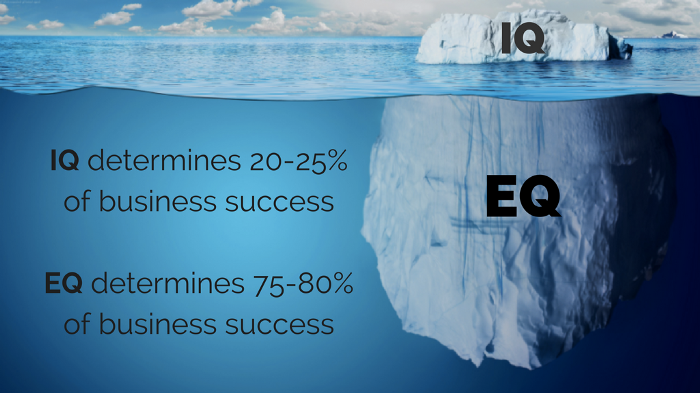 IQ
IQ determines 20-25%
of business success
EQ
EQ determines 75-80%
of business success